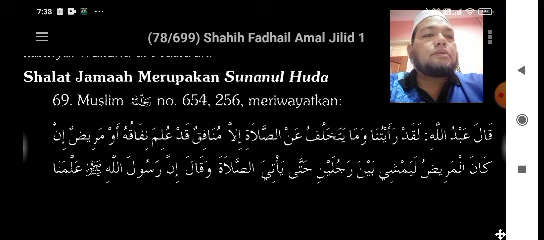 7:38
(78/699) Shahih Fadhail Amal Jilid 1
Shalat Jamaah Merupakan Sunanul Huda
69. Muslim no. 654, 256, meriwayatkan:
قَالَ عَبْدُ اللَّهِ: لَقَدْ رَأَيْتُنَا وَمَا يَتَخَلَّفُ عَنْ الصَّلَاةِ إِلاَّ مُنَافِقٌ قَدْ عُلِمَ نِفَاقُهُ أَوْ مَرِيضٌ إِنْ
كَانَ الْمَرِيضُ لَيَمْشِي بَيْنَ رَجُلَيْنِ حَتَّى يَأْتِيَ الصَّلَاةَ وَقَالَ إِنَّ رَسُولَ اللَّهِ ﷺ عَلَّمَنَا